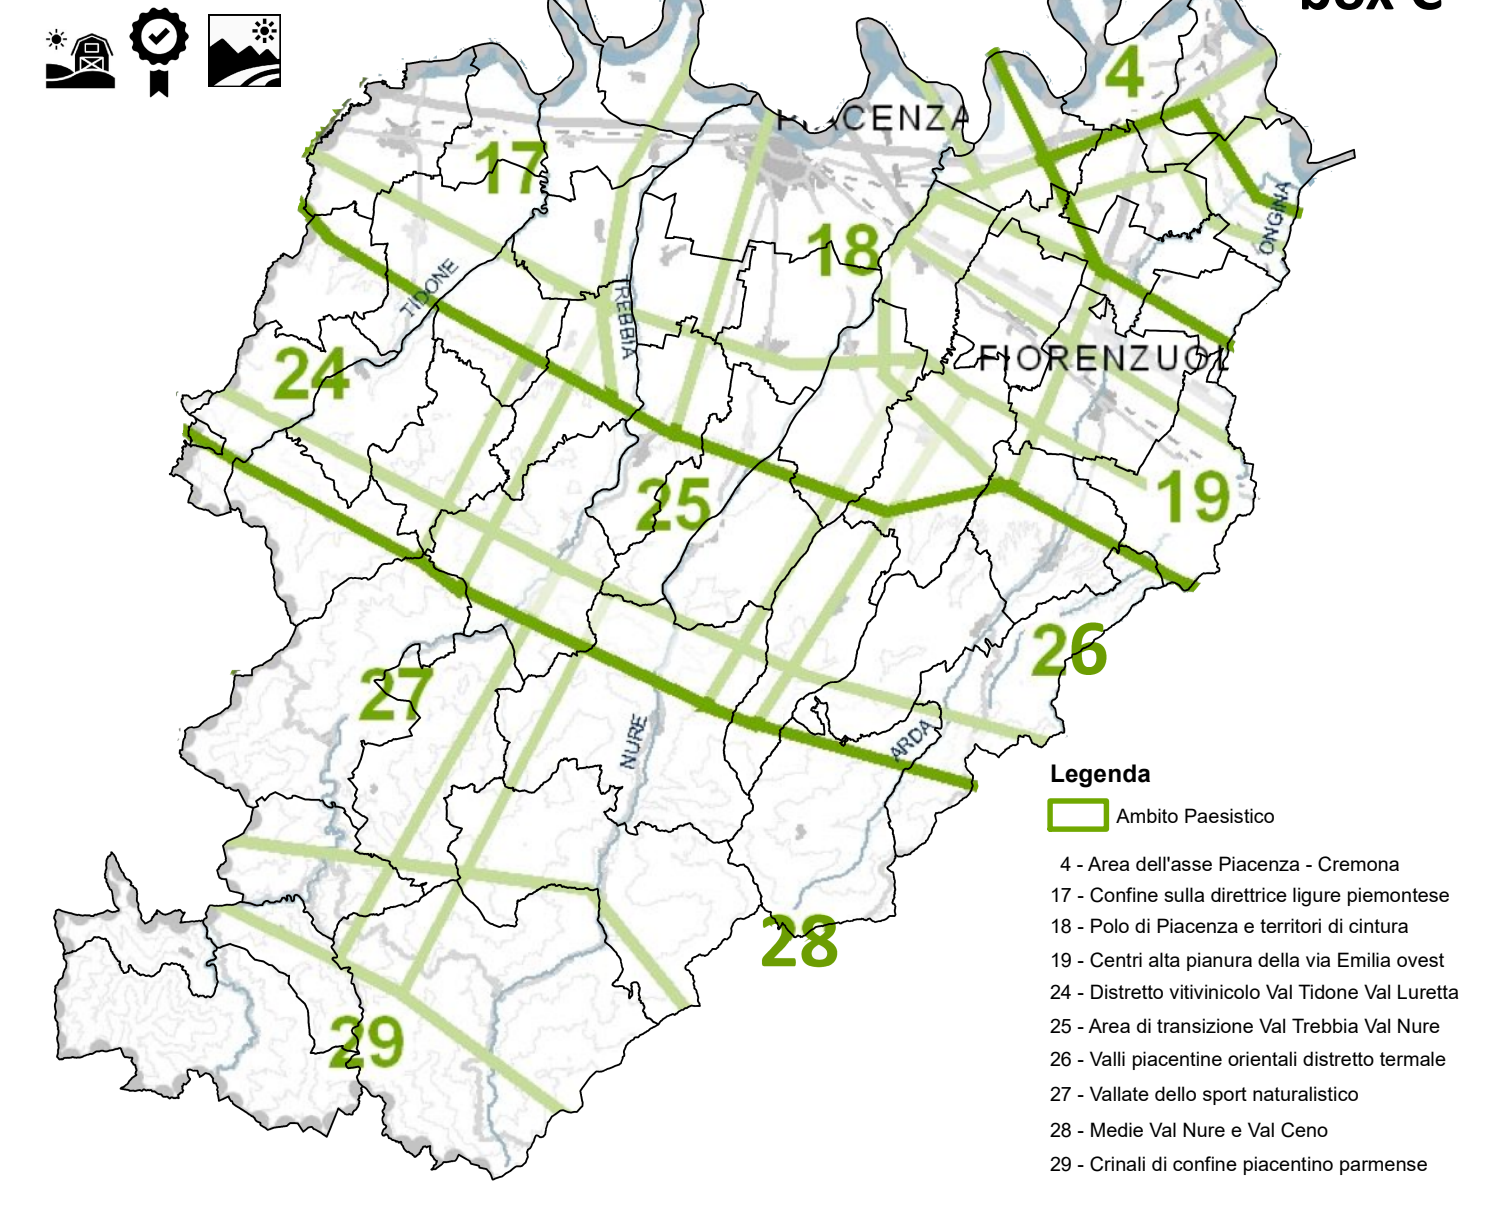 4
PIACENZA
17
ONGINA
18
TIDONE
TREBBIA
24
FIORENZUOL
25
19
26
27
NURE
ARDA
28
29
Legenda
Ambito Paesistico
4 - Area dell'asse Piacenza - Cremona
17 - Confine sulla direttrice ligure piemontese
18 - Polo di Piacenza e territori di cintura
19 - Centri alta pianura della via Emilia ovest
24 - Distretto vitivinicolo Val Tidone Val Luretta
25 - Area di transizione Val Trebbia Val Nure
26 - Valli piacentine orientali distretto termale
27 - Vallate dello sport naturalistico
28 - Medie Val Nure e Val Ceno
29 - Crinali di confine piacentino parmense